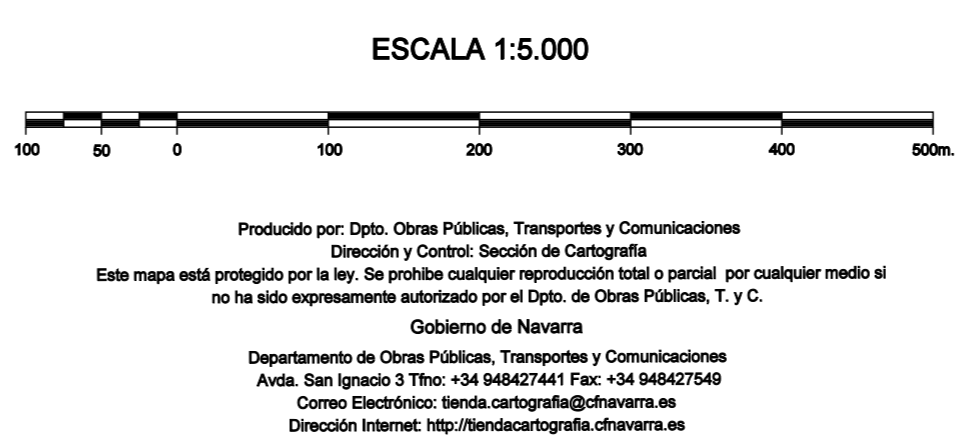 ESCALA 1:5.000
100 50 0 100 200 300 400 500m.
Producido por: Dpto. Obras Públicas, Transportes y Comunicaciones
Dirección y Control: Sección de Cartografía
Este mapa está protegido por la ley. Se prohibe cualquier reproducción total o parcial por cualquier medio si
no ha sido expresamente autorizado por el Dpto. de Obras Públicas, T. y C.
Gobierno de Navarra
Departamento de Obras Públicas, Transportes y Comunicaciones
Avda. San Ignacio 3 Tfno: +34 948427441 Fax: +34 948427549
Correo Electrónico: tienda.cartografia@cfnavarra.es
Dirección Internet: http://tiendacartografia.cfnavarra.es